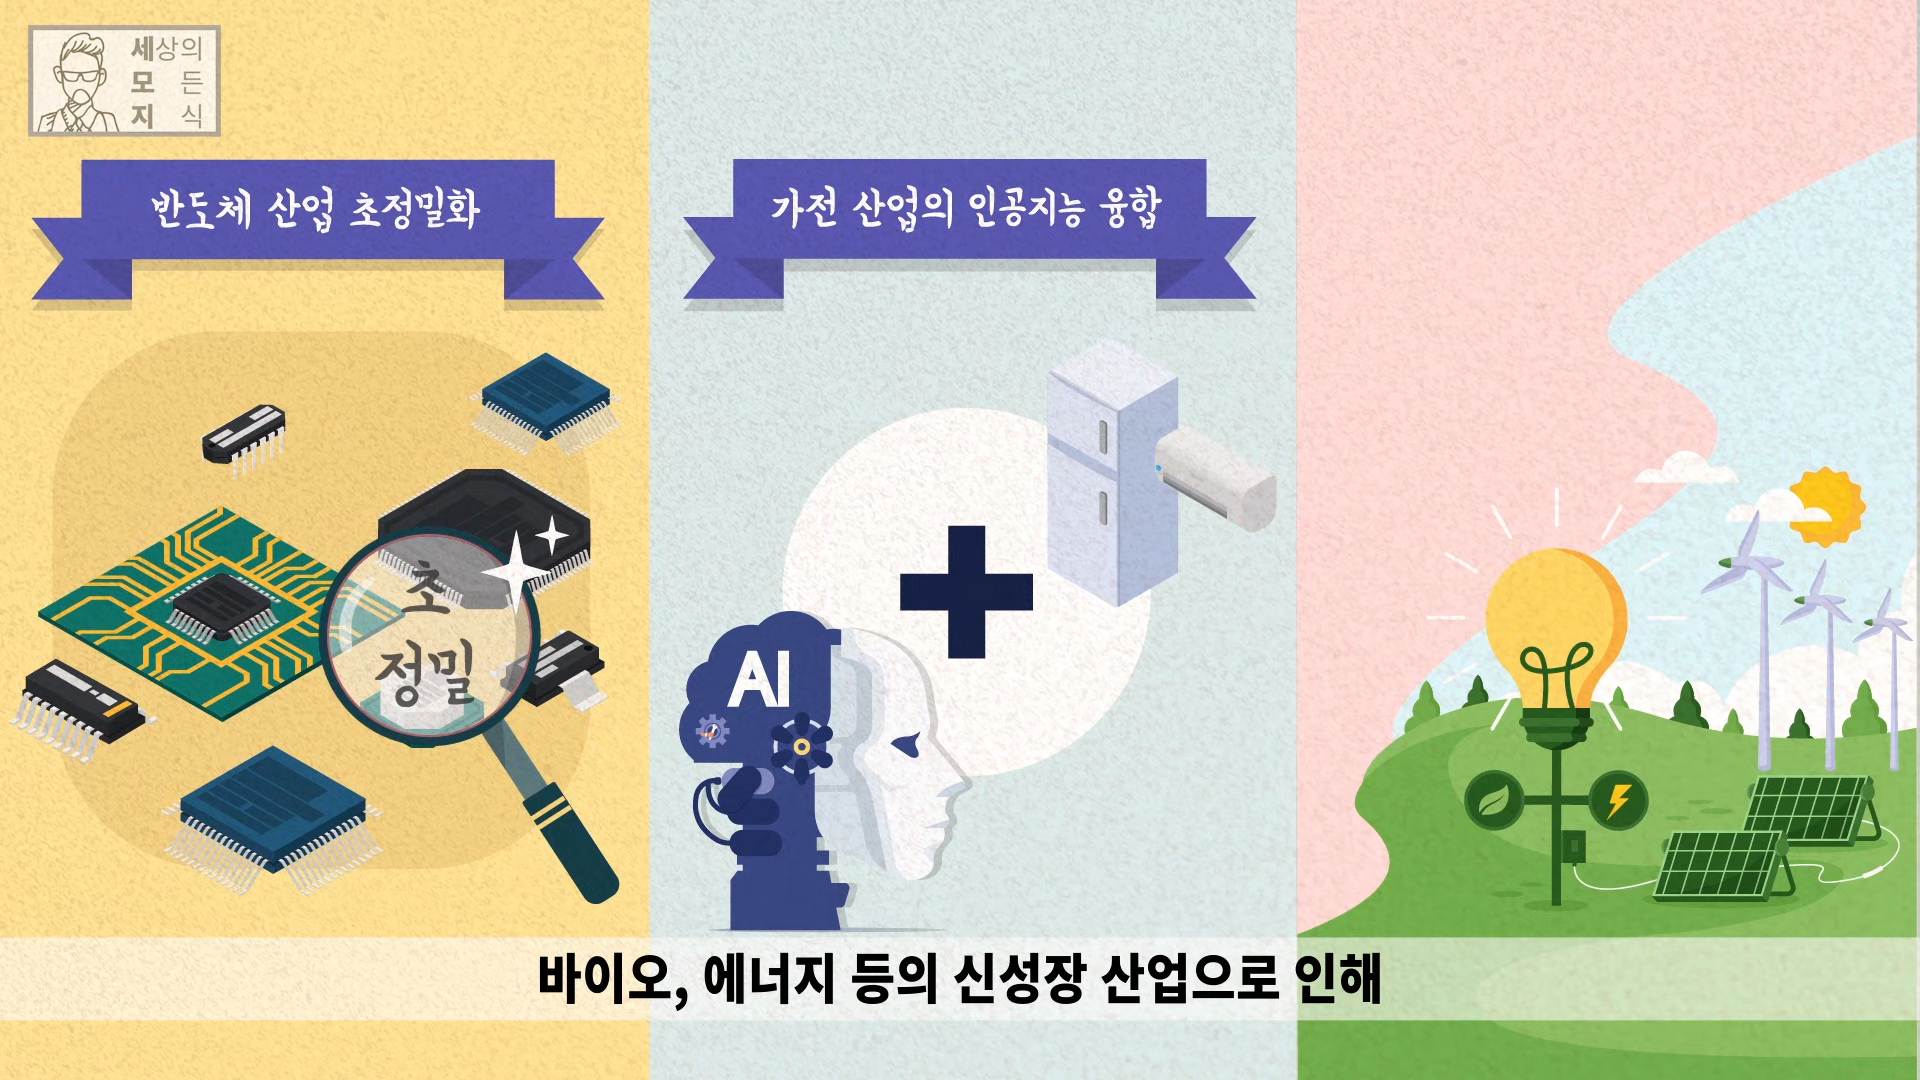 세상의
모든
지식
반도체 산업 초정밀화
가전 산업의 인공지능 융합
초
정밀
AI
바이오, 에너지 등의 신성장 산업으로 인해